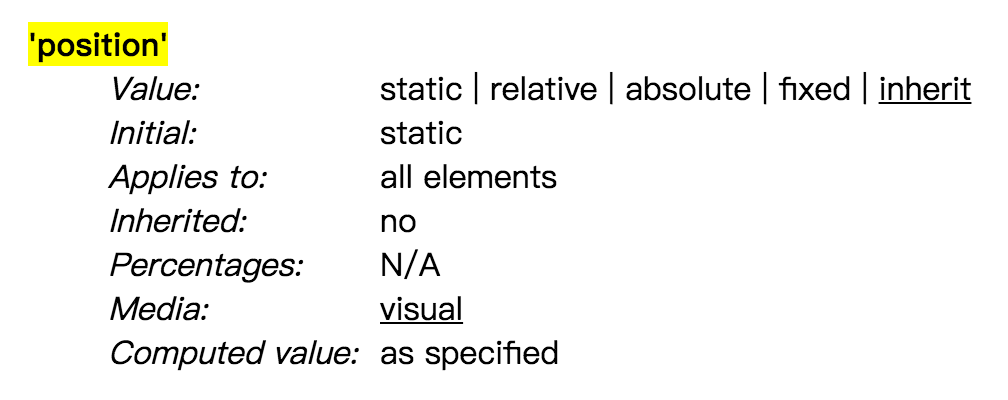 'position'
Value: static | relative | absolute | fixed | inherit
Initial: static
Applies to: all elements
Inherited: no
Percentages: N/A
Media: visual
Computed value: as specified